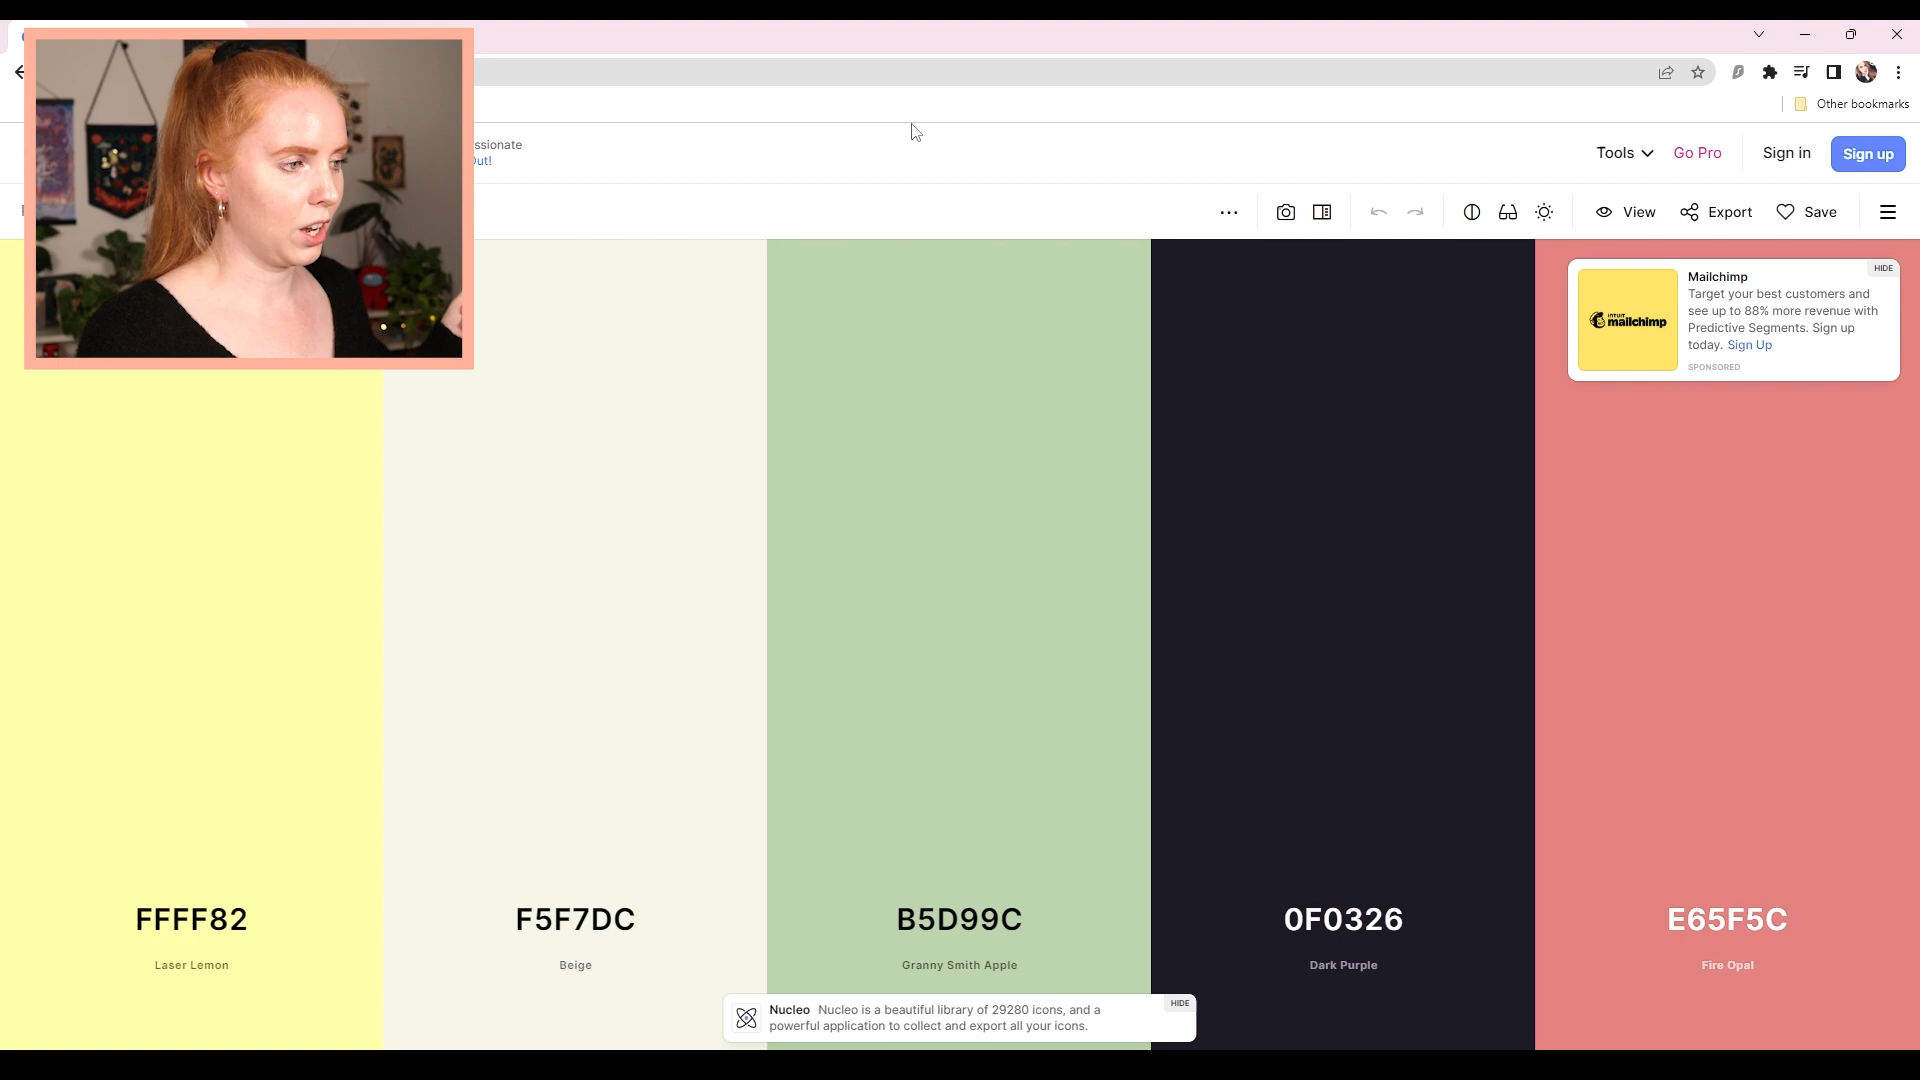 Other bookmarks
ssionate
Out!
Tools
Go Pro
Sign in
Sign up
View
Export
Save
HIDE
Mailchimp
Target your best customers and
see up to 88% more revenue with
Predictive Segments. Sign up
today. Sign Up
SPONSORED
INTUIT
mailchimp
FFFF82
F5F7DC
B5D99C
0F0326
E65F5C
Laser Lemon
Beige
Granny Smith Apple
Dark Purple
Fire Opal
Nucleo Nucleo is a beautiful library of 29280 icons, and a
powerful application to collect and export all your icons.
HIDE